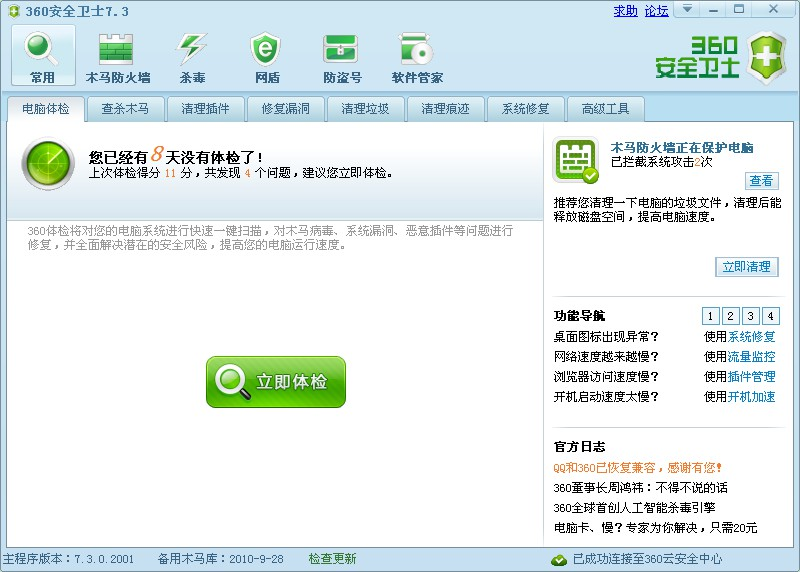 360安全卫士7.3
求助 论坛
常用 木马防火墙 杀毒 网盾 防盗号 软件管家
360
安全卫士
电脑体检 查杀木马 清理插件 修复漏洞 清理垃圾 清理痕迹 系统修复 高级工具
您已经有8天没有体检了!
上次体检得分 11 分,共发现 4 个问题,建议您立即体检。
360体检将对您的电脑系统进行快速一键扫描,对木马病毒、系统漏洞、恶意插件等问题进行
修复,并全面解决潜在的安全风险,提高您的电脑运行速度。
立即体检
木马防火墙正在保护电脑
已拦截系统攻击2次
查看
推荐您清理一下电脑的垃圾文件,清理后能
释放磁盘空间,提高电脑速度。
立即清理
功能导航 1 2 3 4
桌面图标出现异常? 使用系统修复
网络速度越来越慢? 使用流量监控
浏览器访问速度慢? 使用插件管理
开机启动速度太慢? 使用开机加速
官方日志
QQ和360已恢复兼容,感谢有您!
360董事长周鸿祎:不得不说的话
360全球首创人工智能杀毒引擎
电脑卡、慢?专家为你解决,只需20元
主程序版本:7.3.0.2001 备用木马库:2010-9-28 检查更新 已成功连接至360云安全中心